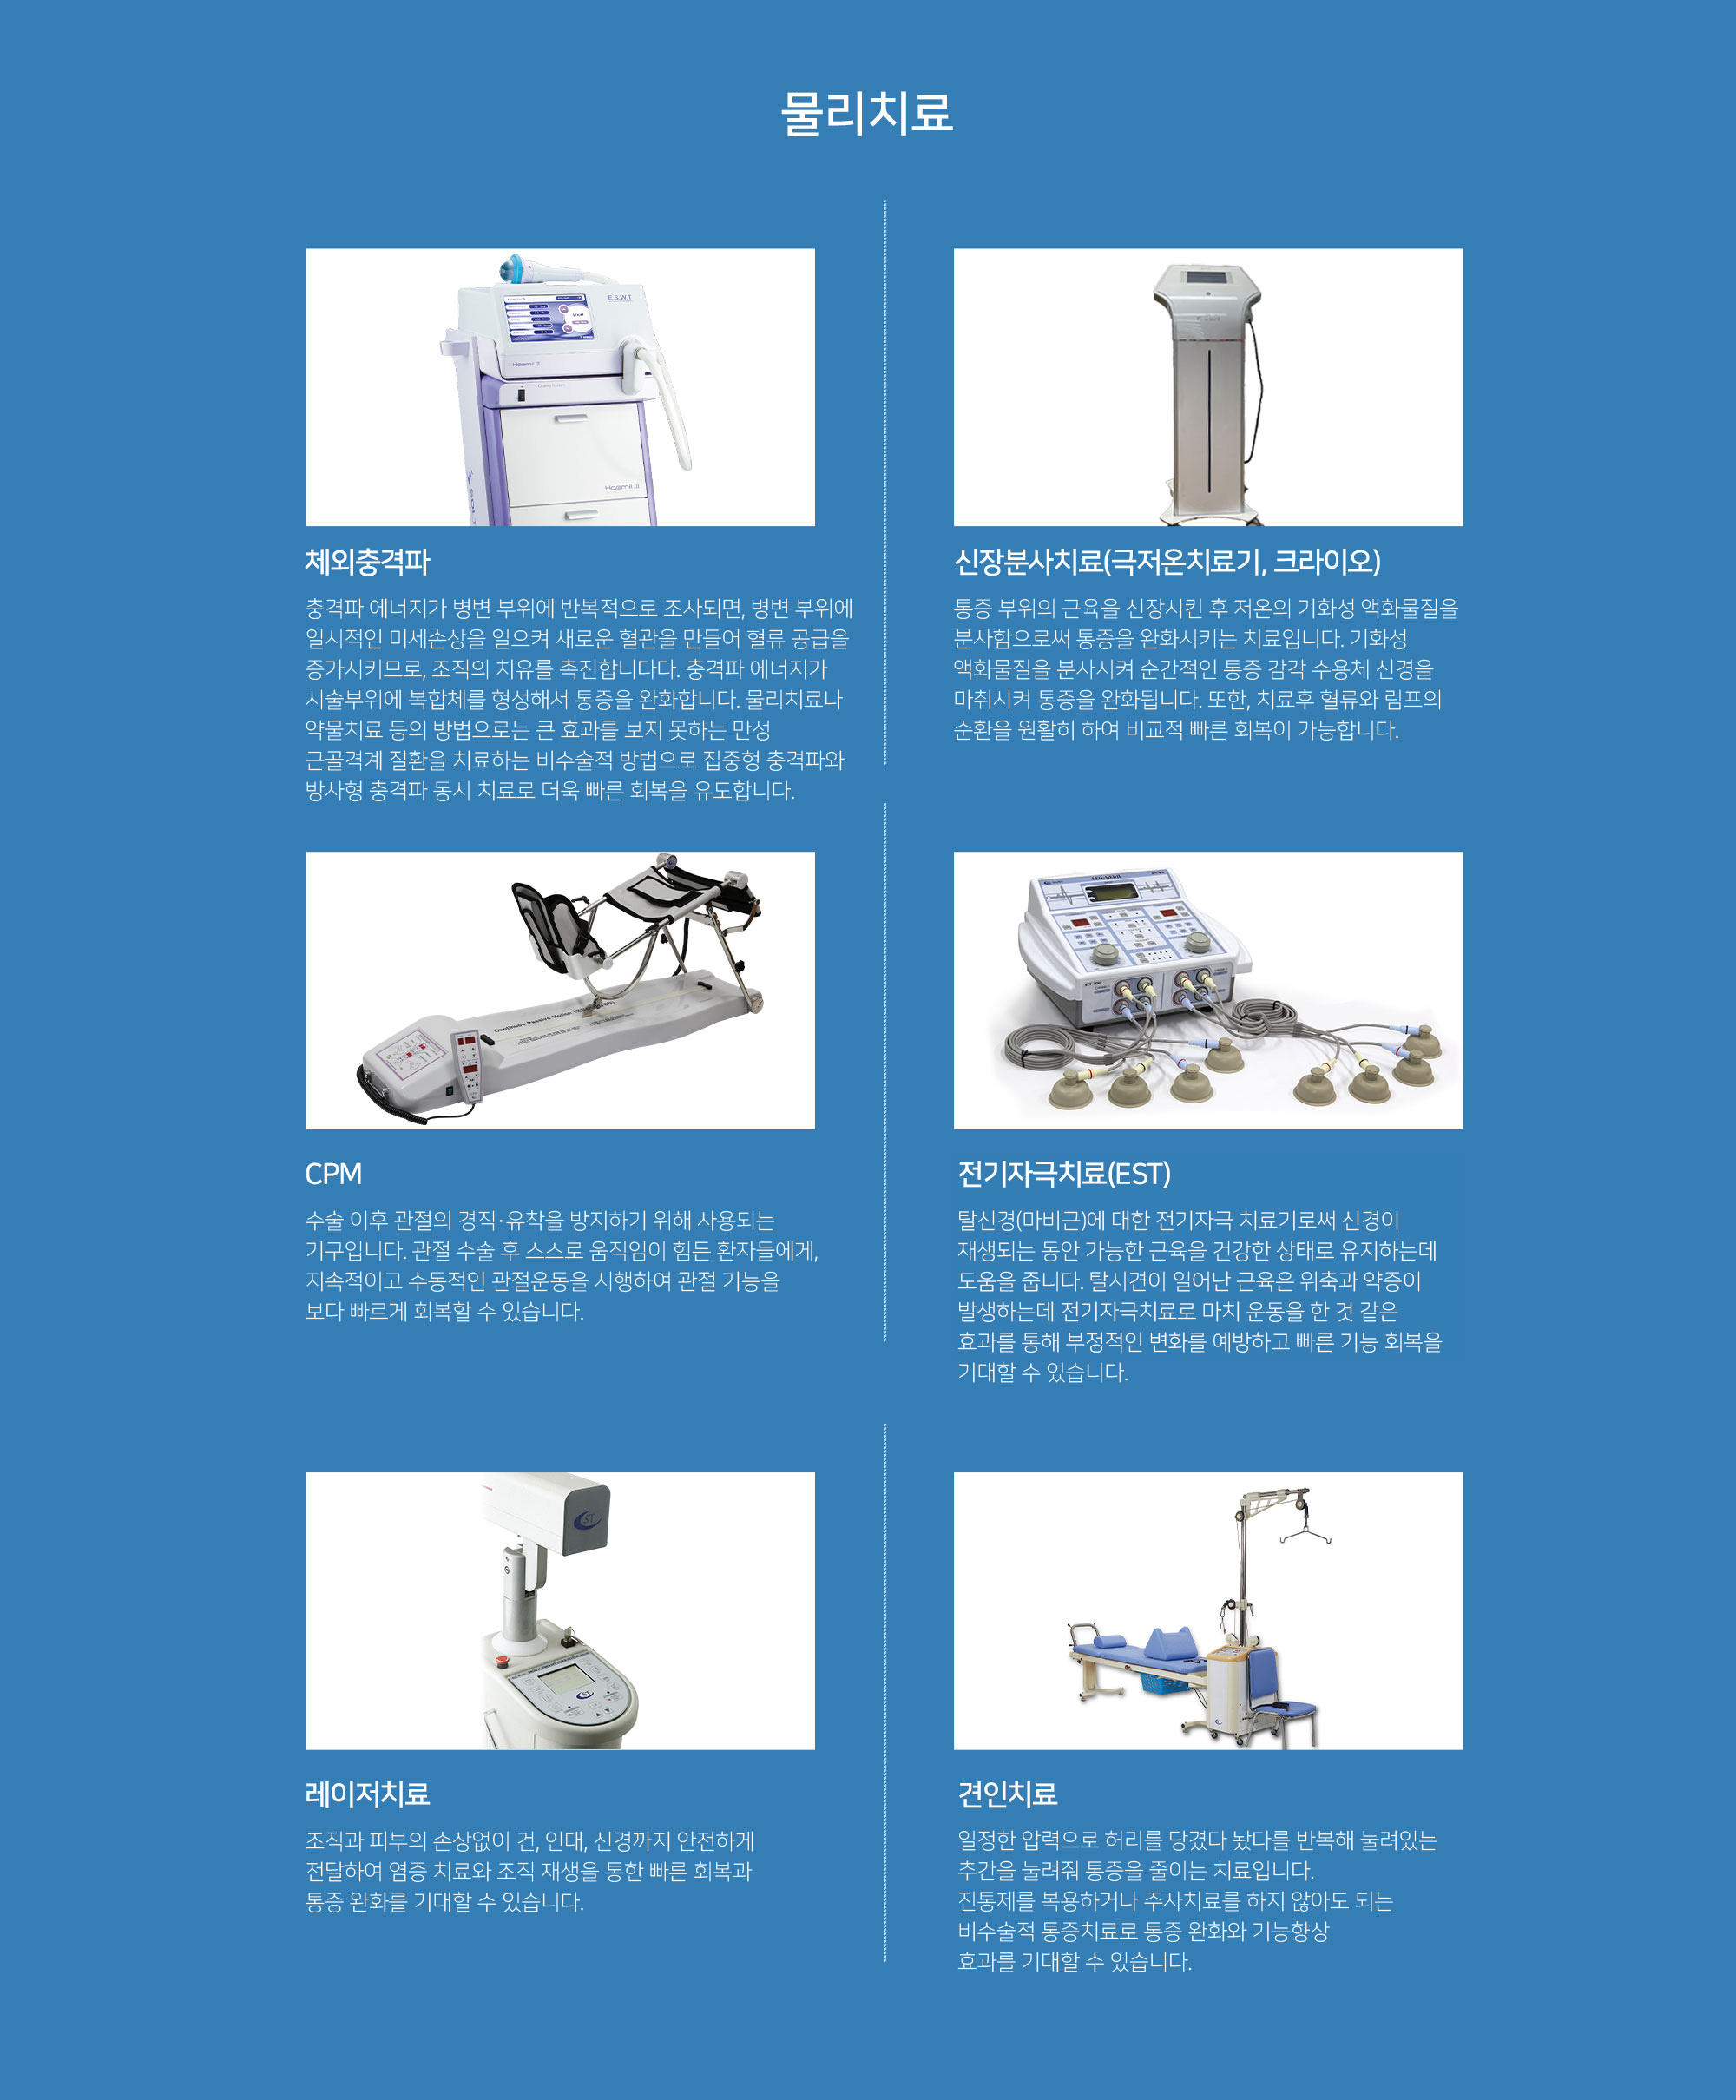 물리치료
E.S.W.T
체외충격파
충격파 에너지가 병변 부위에 반복적으로 조사되면, 병변 부위에
일시적인 미세손상을 일으켜 새로운 혈관을 만들어 혈류 공급을
증가시키므로, 조직의 치유를 촉진합니다다. 충격파 에너지가
시술부위에 복합체를 형성해서 통증을 완화합니다. 물리치료나
약물치료 등의 방법으로는 큰 효과를 보지 못하는 만성
근골격계 질환을 치료하는 비수술적 방법으로 집중형 충격파와
방사형 충격파 동시 치료로 더욱 빠른 회복을 유도합니다.
신장분사치료(극저온치료기, 크라이오)
통증 부위의 근육을 신장시킨 후 저온의 기화성 액화물질을
분사함으로써 통증을 완화시키는 치료입니다. 기화성
액화물질을 분사시켜 순간적인 통증 감각 수용체 신경을
마취시켜 통증을 완화됩니다. 또한, 치료후 혈류와 림프의
순환을 원활히 하여 비교적 빠른 회복이 가능합니다.
Continuous Passive Motion
CPM
수술 이후 관절의 경직·유착을 방지하기 위해 사용되는
기구입니다. 관절 수술 후 스스로 움직임이 힘든 환자들에게,
지속적이고 수동적인 관절운동을 시행하여 관절 기능을
보다 빠르게 회복할 수 있습니다.
전기자극치료(EST)
탈신경(마비근)에 대한 전기자극 치료기로써 신경이
재생되는 동안 가능한 근육을 건강한 상태로 유지하는데
도움을 줍니다. 탈시견이 일어난 근육은 위축과 약증이
발생하는데 전기자극치료로 마치 운동을 한 것 같은
효과를 통해 부정적인 변화를 예방하고 빠른 기능 회복을
기대할 수 있습니다.
ST
ST
레이저치료
조직과 피부의 손상없이 건, 인대, 신경까지 안전하게
전달하여 염증 치료와 조직 재생을 통한 빠른 회복과
통증 완화를 기대할 수 있습니다.
견인치료
일정한 압력으로 허리를 당겼다 놨다를 반복해 눌려있는
추간을 눌려줘 통증을 줄이는 치료입니다.
진통제를 복용하거나 주사치료를 하지 않아도 되는
비수술적 통증치료로 통증 완화와 기능향상
효과를 기대할 수 있습니다.